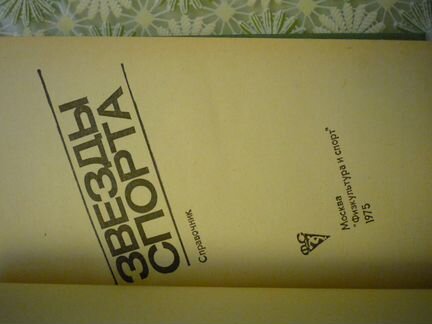 ЗВЕЗДЫ
СПОРТА
Справочник
Москва
"Физкультура и спорт"
1975